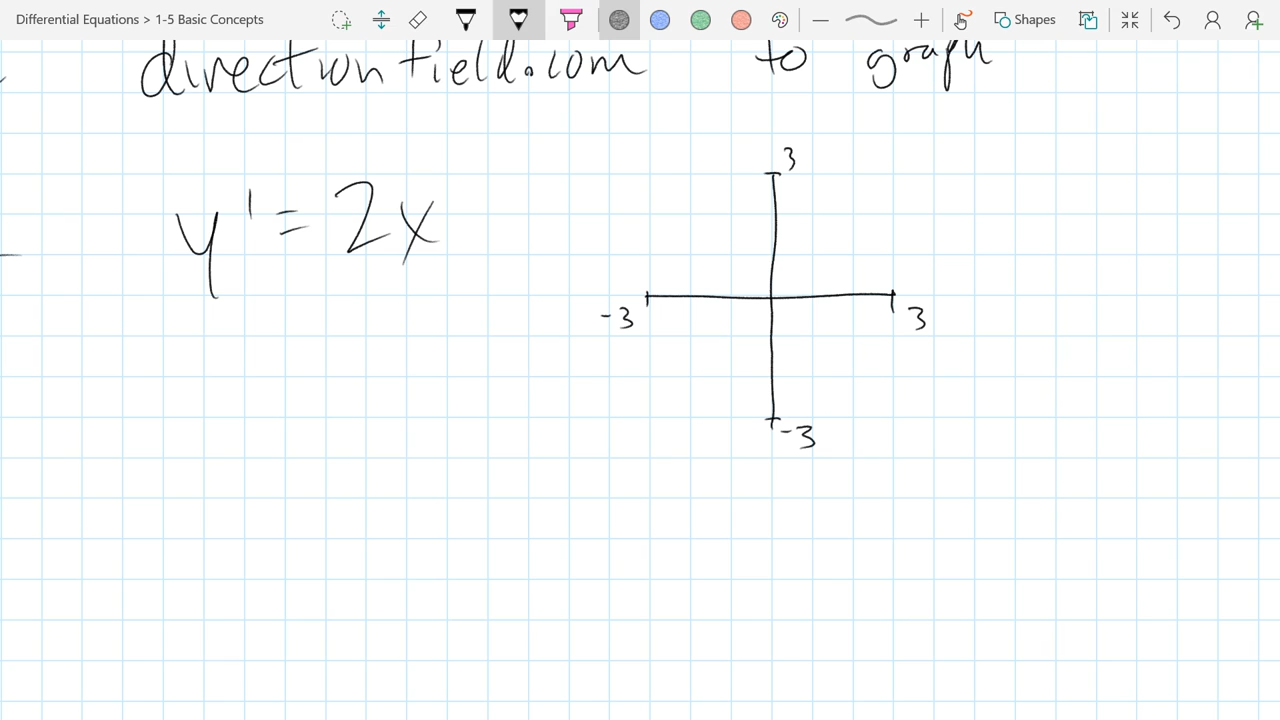 Differential Equations > 1-5 Basic Concepts
Shapes
directionfield.com to graph
3
y' = 2x
-3
3
-3